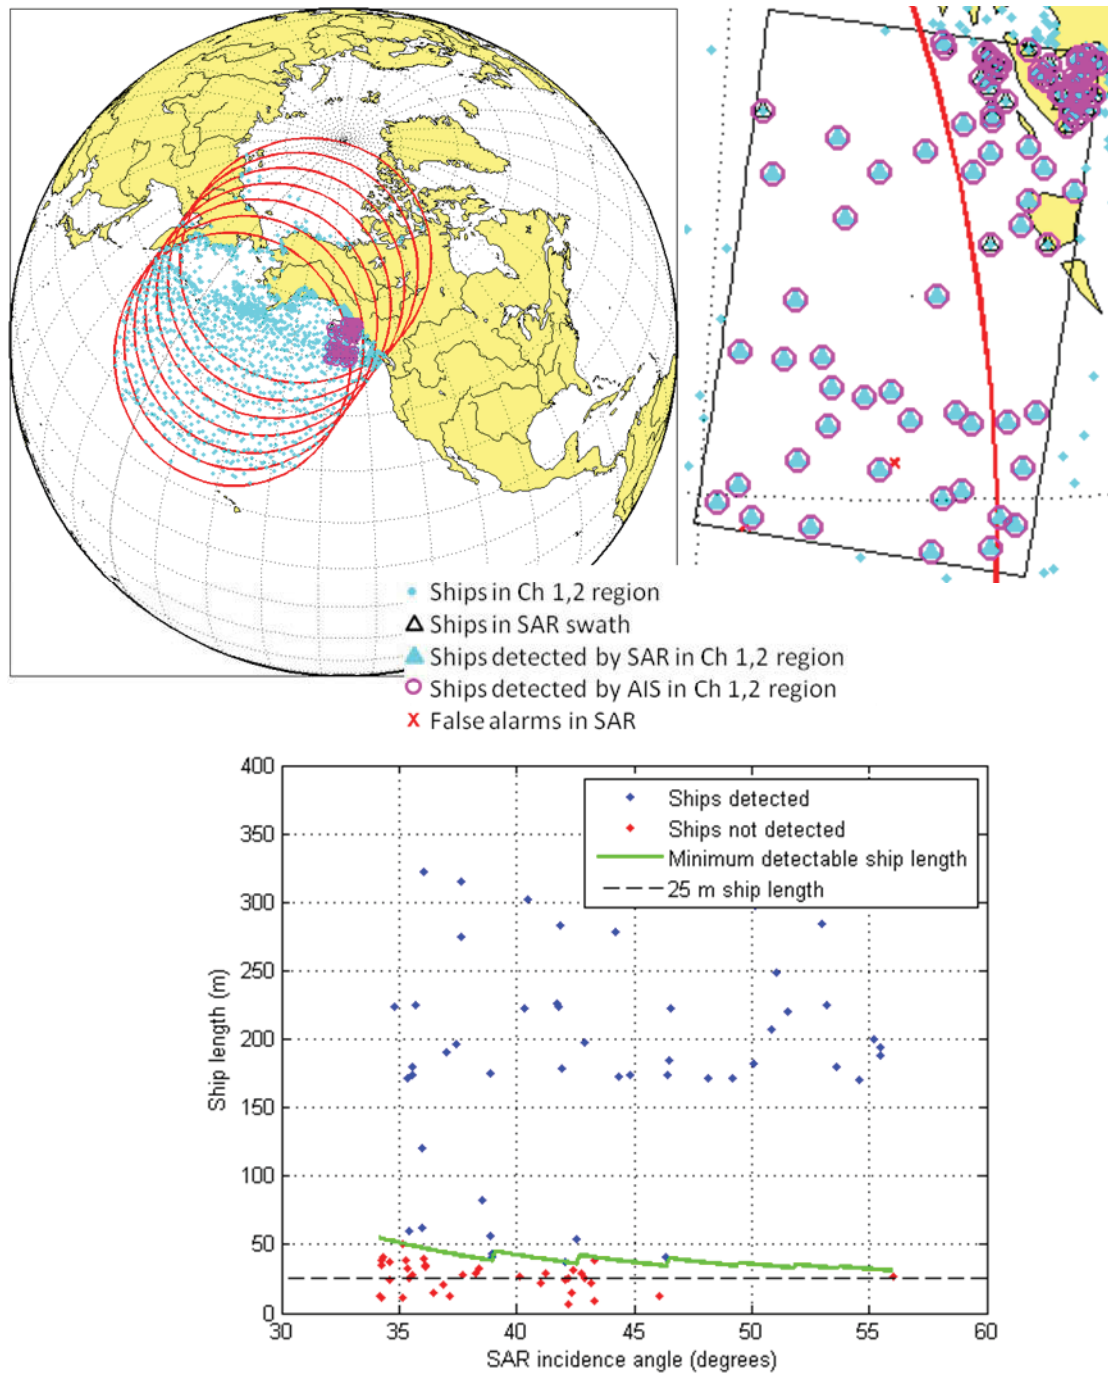 Ships in Ch 1,2 region
Ships in SAR swath
Ships detected by SAR in Ch 1,2 region
Ships detected by AIS in Ch 1,2 region
False alarms in SAR
400
350
300
250
200
150
100
50
0
Ship length (m)
Ships detected
Ships not detected
Minimum detectable ship length
25 m ship length
30 35 40 45 50 55 60
SAR incidence angle (degrees)